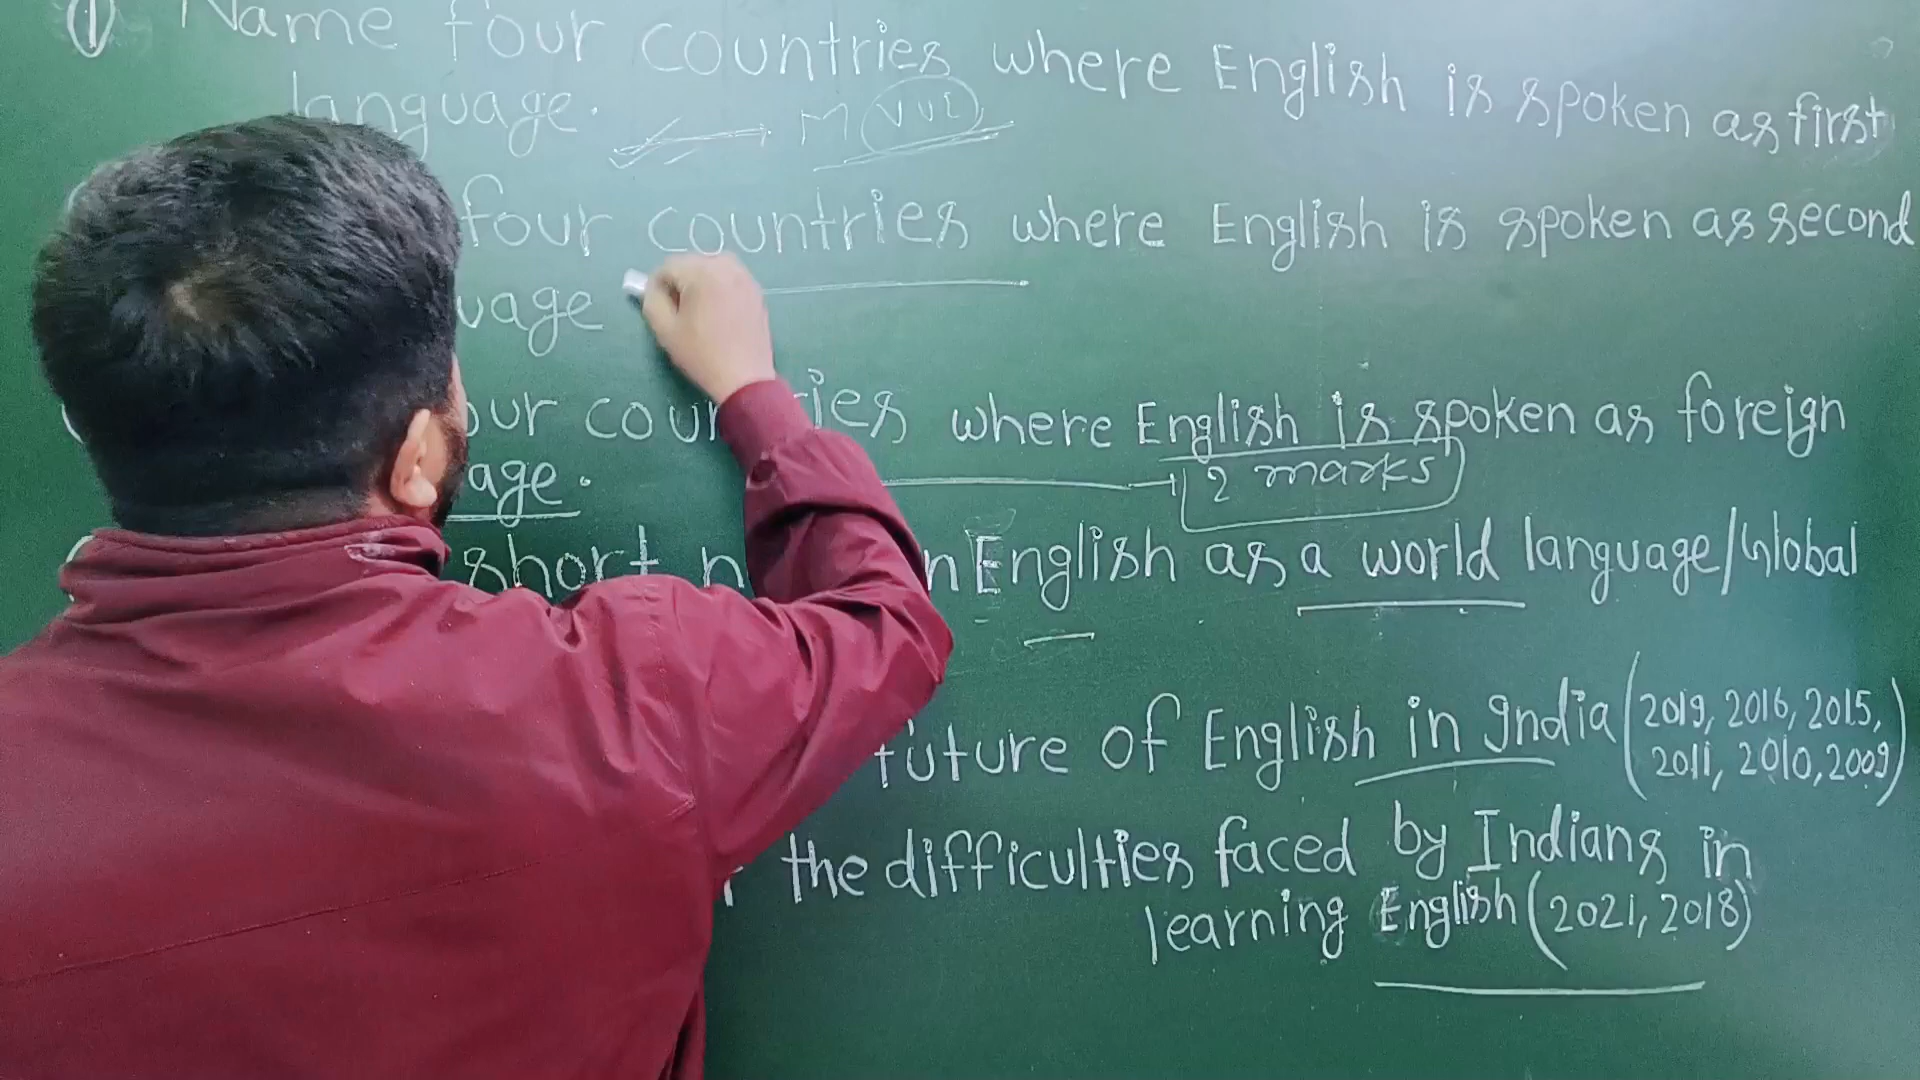 ① Name four countries where English is spoken as first
language. M VVI
four countries where English is spoken as second
uage
our countries where English is spoken as foreign
age. 2 marks
short n n English as a world language/Global
future of English in India (2019, 2016, 2015,
2011, 2010, 2009)
the difficulties faced by Indians in
learning English (2021, 2018)